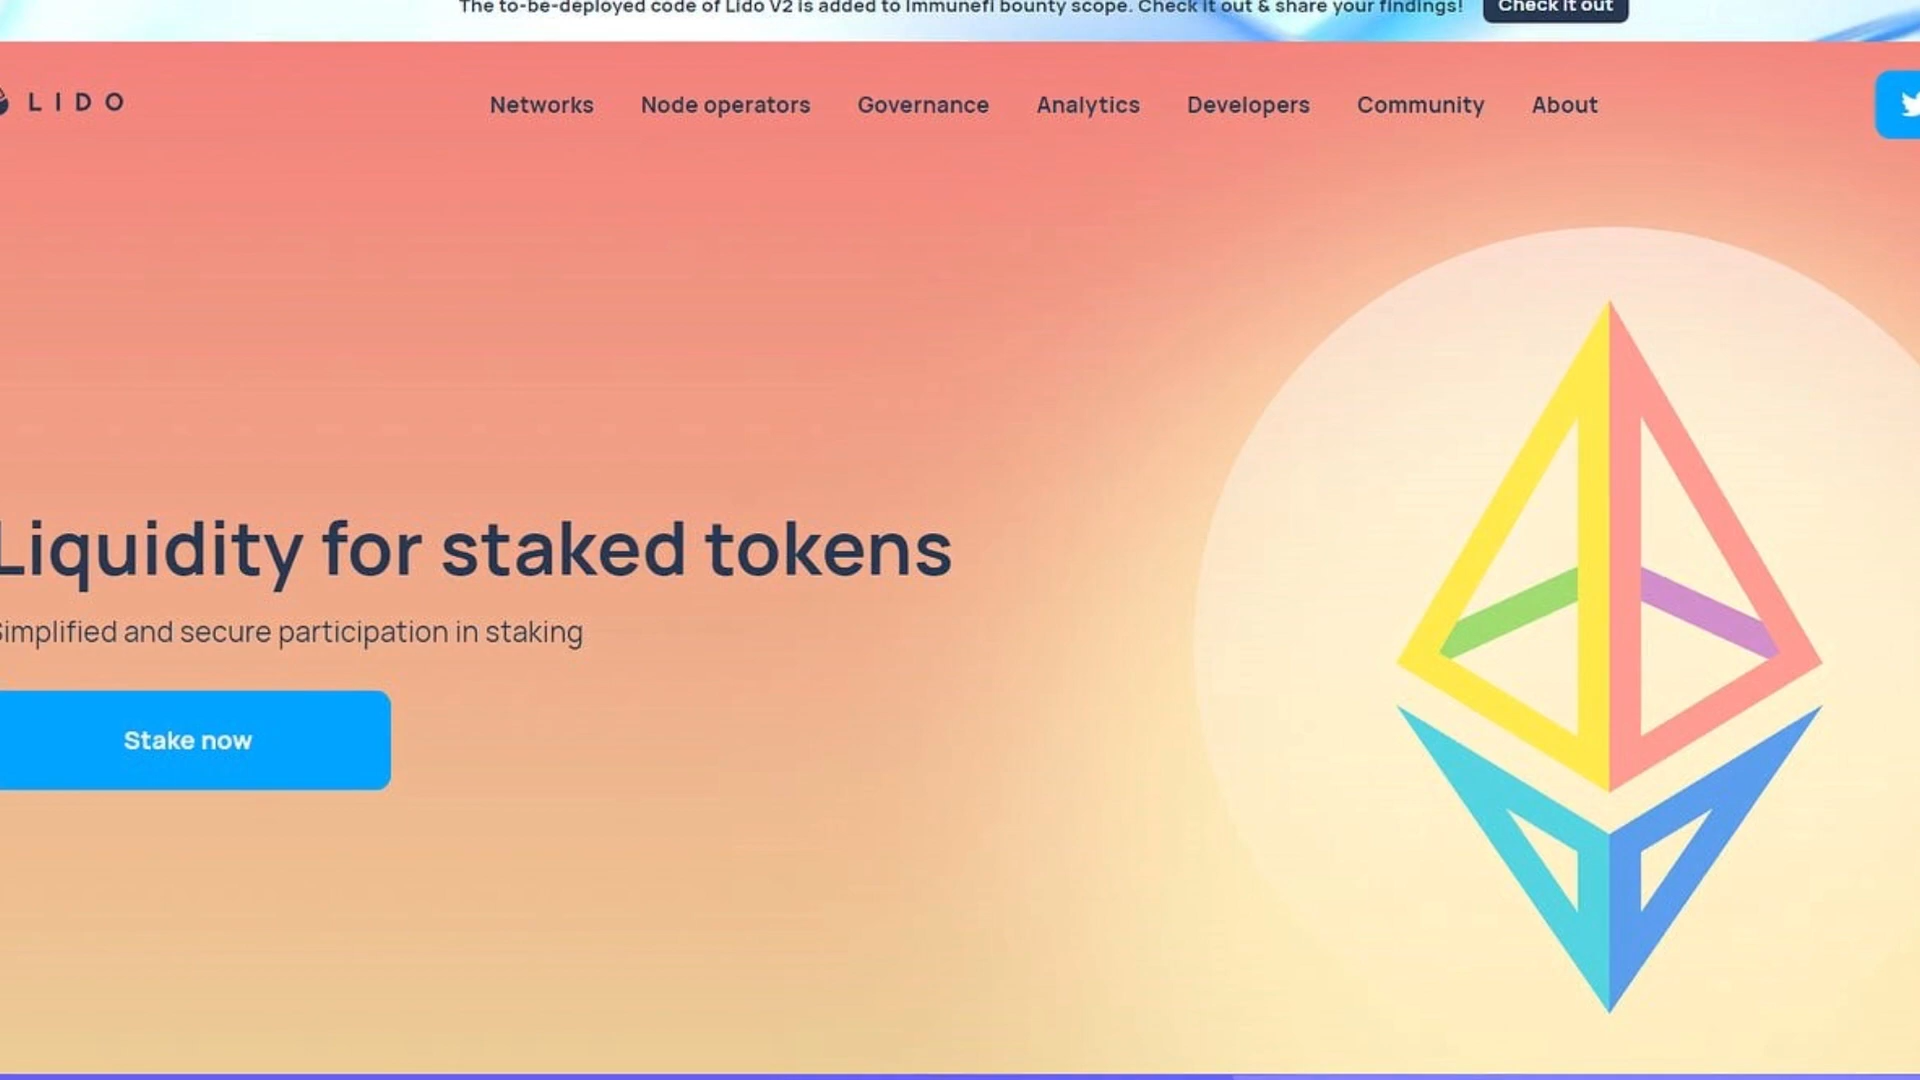 The to-be-deployed code of Lido V2 is added to Immunefi bounty scope. Check it out & share your findings! Check it out
LIDO
Networks Node operators Governance Analytics Developers Community About
Liquidity for staked tokens
Simplified and secure participation in staking
Stake now